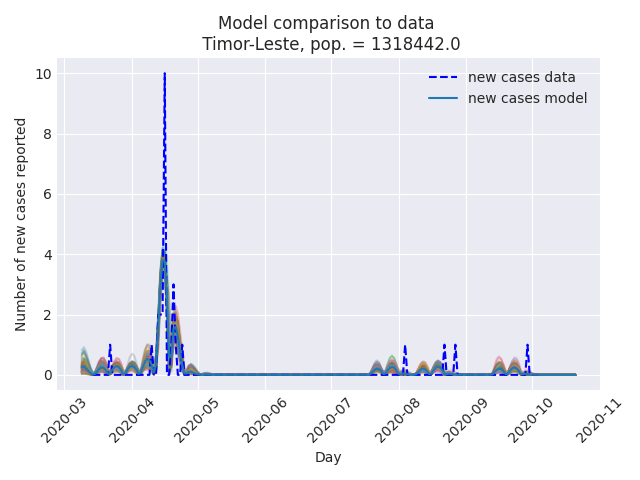 Model comparison to data
Timor-Leste, pop. = 1318442.0
10
8
6
4
2
0
Number of new cases reported
new cases data
new cases model
2020-03
2020-04
2020-05
2020-06
2020-07
2020-08
2020-09
2020-10
2020-11
Day